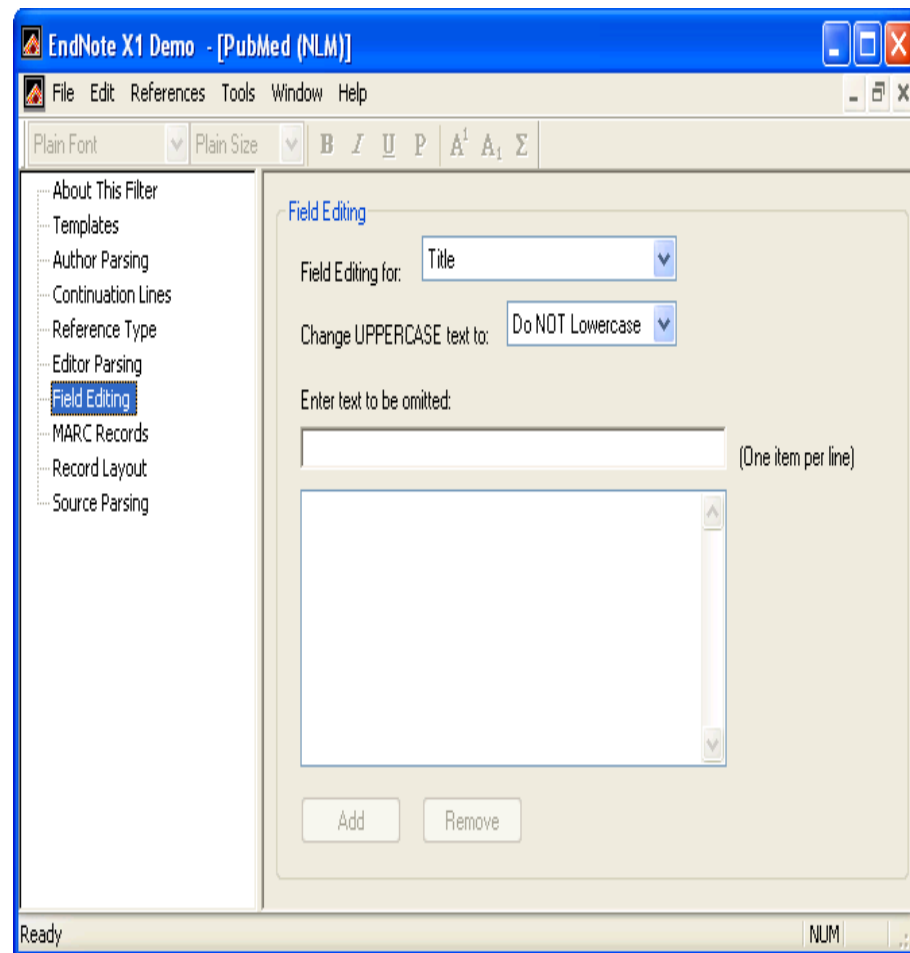 EndNote X1 Demo - [PubMed (NLM)]
File Edit References Tools Window Help
Plain Font Plain Size B I U P A¹ A₁ Σ
About This Filter
Templates
Author Parsing
Continuation Lines
Reference Type
Editor Parsing
Field Editing
MARC Records
Record Layout
Source Parsing
Field Editing
Field Editing for: Title
Change UPPERCASE text to: Do NOT Lowercase
Enter text to be omitted:
(One item per line)
Add Remove
Ready NUM